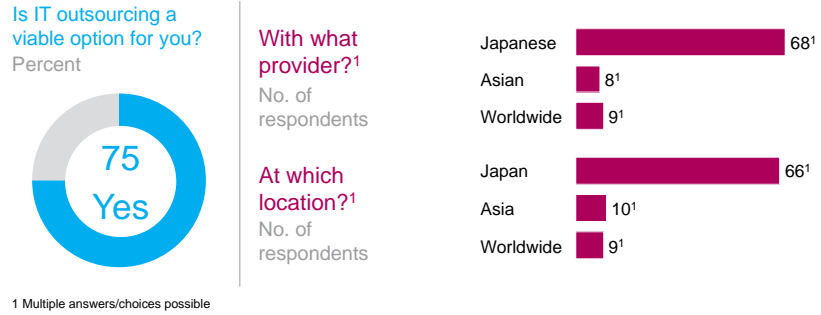 Is IT outsourcing a
viable option for you?
Percent
75
Yes
With what
provider?¹
No. of
respondents
Japanese 68¹
Asian 8¹
Worldwide 9¹
At which
location?¹
No. of
respondents
Japan 66¹
Asia 10¹
Worldwide 9¹
1 Multiple answers/choices possible